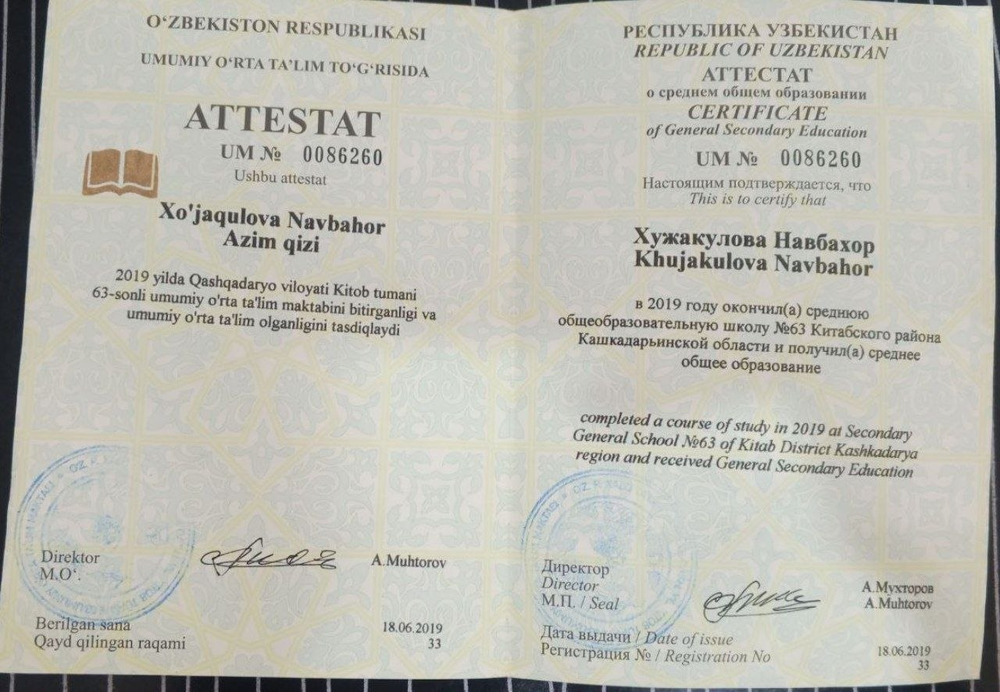 O‘ZBEKISTON RESPUBLIKASI
UMUMIY O‘RTA TA’LIM TO‘G‘RISIDA
ATTESTAT
UM № 0086260
Ushbu attestat
Xo'jaqulova Navbahor
Azim qizi
2019 yilda Qashqadaryo viloyati Kitob tumani
63-sonli umumiy o'rta ta'lim maktabini bitirganligi va
umumiy o'rta ta'lim olganligini tasdiqlaydi
Direktor
M.O‘.
A.Muhtorov
Berilgan sana 18.06.2019
Qayd qilingan raqami 33
РЕСПУБЛИКА УЗБЕКИСТАН
REPUBLIC OF UZBEKISTAN
АТТЕСТАТ
о среднем общем образовании
CERTIFICATE
of General Secondary Education
UM № 0086260
Настоящим подтверждается, что
This is to certify that
Хужакулова Навбахор
Khujakulova Navbahor
в 2019 году окончил(а) среднюю
общеобразовательную школу №63 Китабского района
Кашкадарьинской области и получил(а) среднее
общее образование
completed a course of study in 2019 at Secondary
General School №63 of Kitab District Kashkadarya
region and received General Secondary Education
Директор
Director
М.П. / Seal
А.Мухторов
A.Muhtorov
Дата выдачи / Date of issue 18.06.2019
Регистрация № / Registration No 33